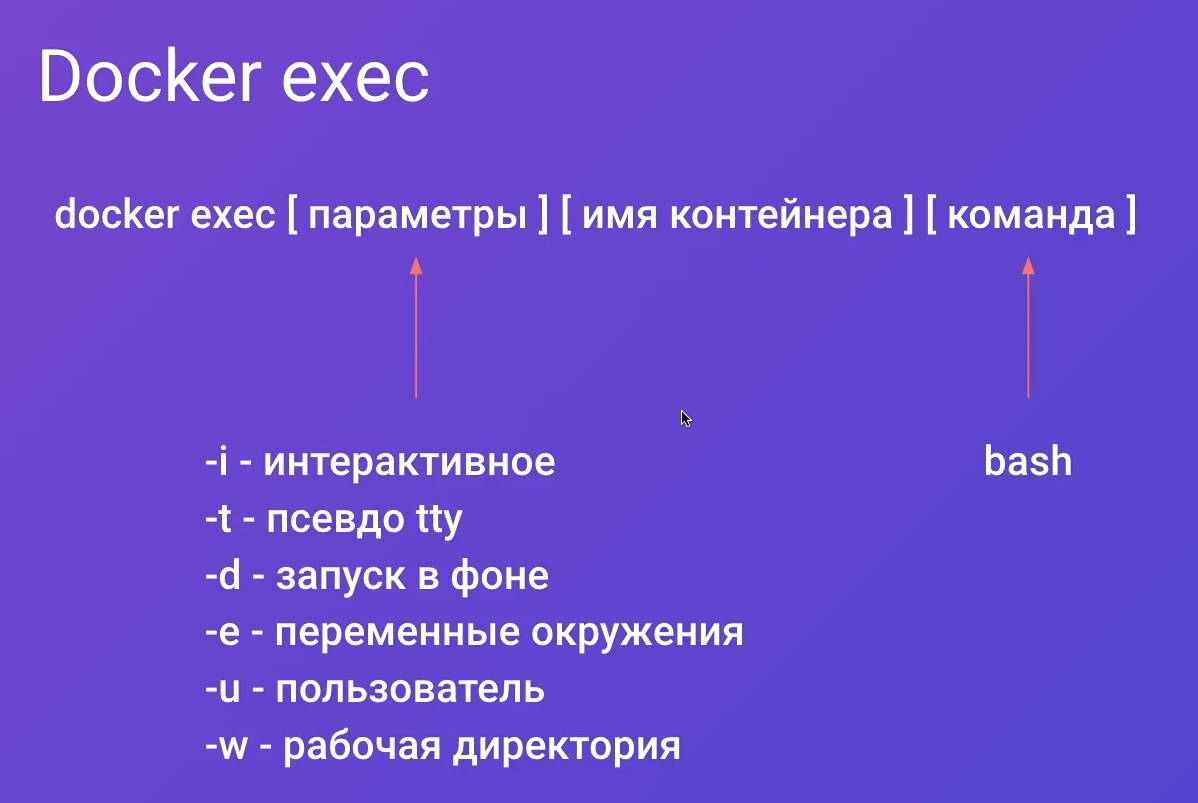 Docker exec
docker exec [ параметры ] [ имя контейнера ] [ команда ]
-i - интерактивное
bash
-t - псевдо tty
-d - запуск в фоне
-e - переменные окружения
-u - пользователь
-w - рабочая директория